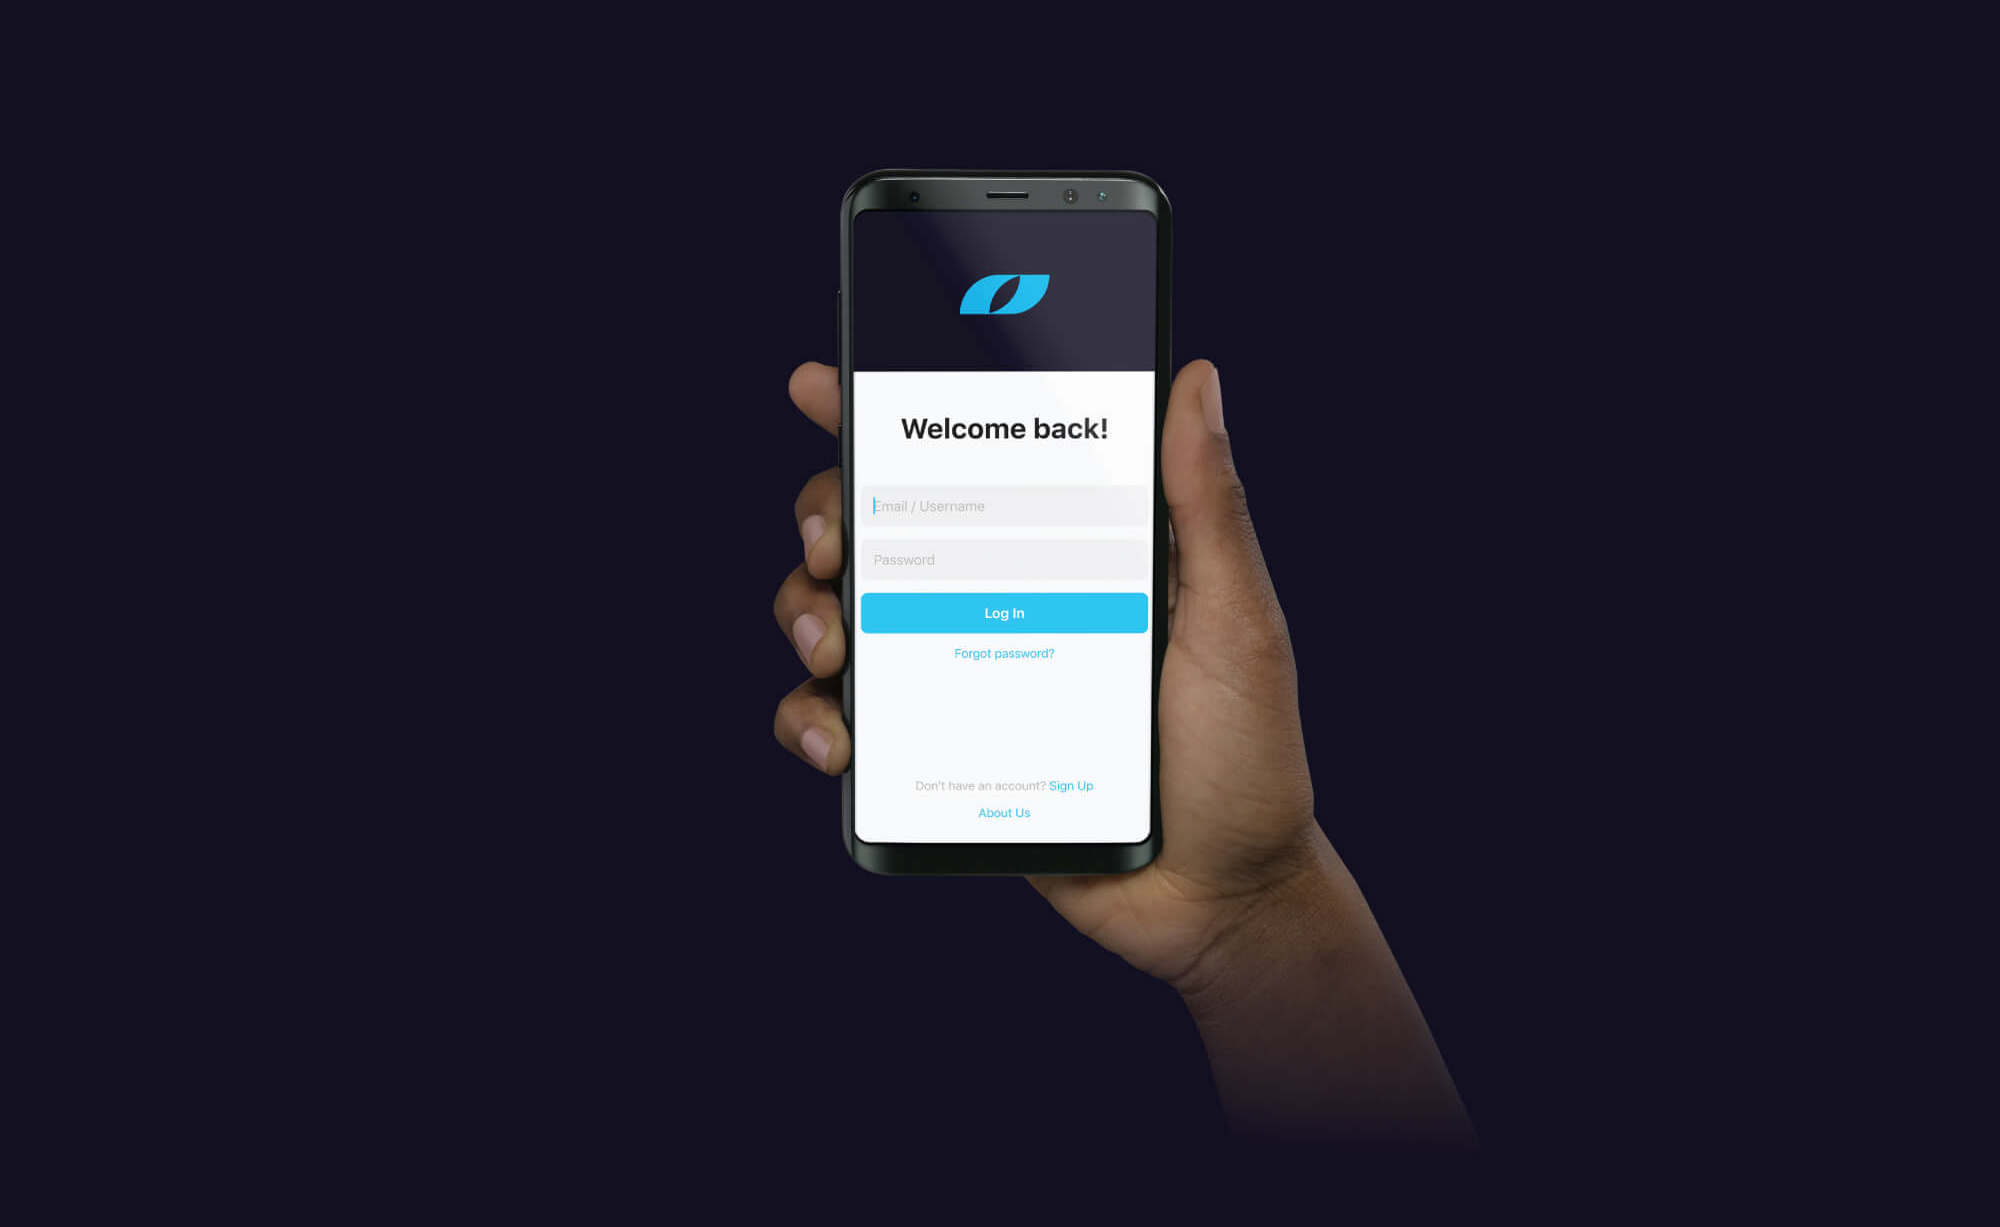 Welcome back!
Email / Username
Password
Log In
Forgot password?
Don't have an account? Sign Up
About Us